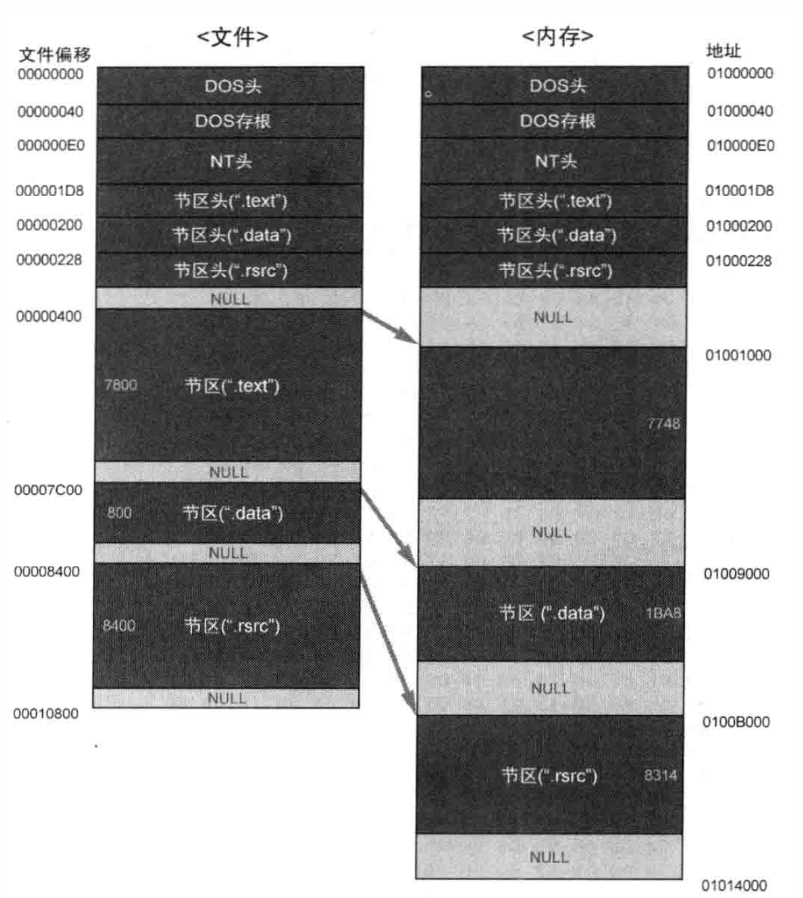 <文件>
<内存>
文件偏移
地址
00000000
DOS头
DOS头
01000000
00000040
DOS存根
DOS存根
01000040
000000E0
NT头
NT头
010000E0
000001D8
节区头(“.text”)
节区头(“.text”)
010001D8
00000200
节区头(“.data”)
节区头(“.data”)
01000200
00000228
节区头(“.rsrc”)
节区头(“.rsrc”)
01000228
NULL
NULL
00000400
01001000
7800
节区(“.text”)
7748
NULL
00007C00
800
节区(“.data”)
NULL
NULL
00008400
01009000
8400
节区(“.rsrc”)
节区 (“.data”)
1BA8
NULL
NULL
00010800
0100B000
节区(“.rsrc”)
8314
NULL
01014000